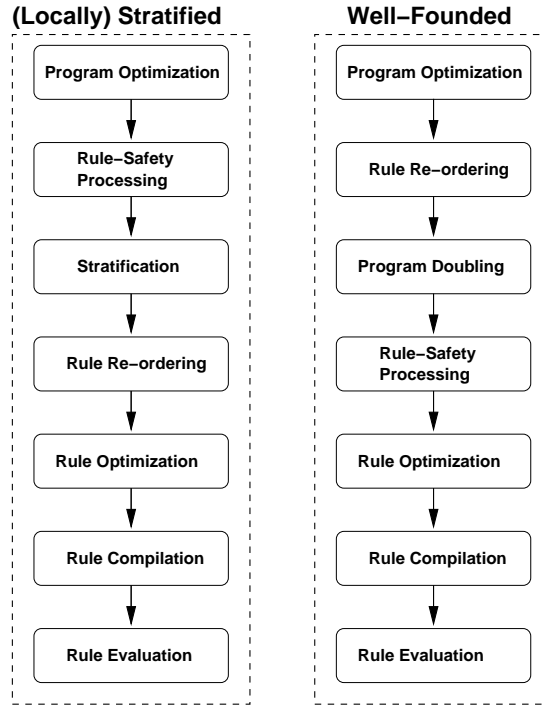 (Locally) Stratified
Program Optimization
Rule−Safety
Processing
Stratification
Rule Re−ordering
Rule Optimization
Rule Compilation
Rule Evaluation
Well−Founded
Program Optimization
Rule Re−ordering
Program Doubling
Rule−Safety
Processing
Rule Optimization
Rule Compilation
Rule Evaluation